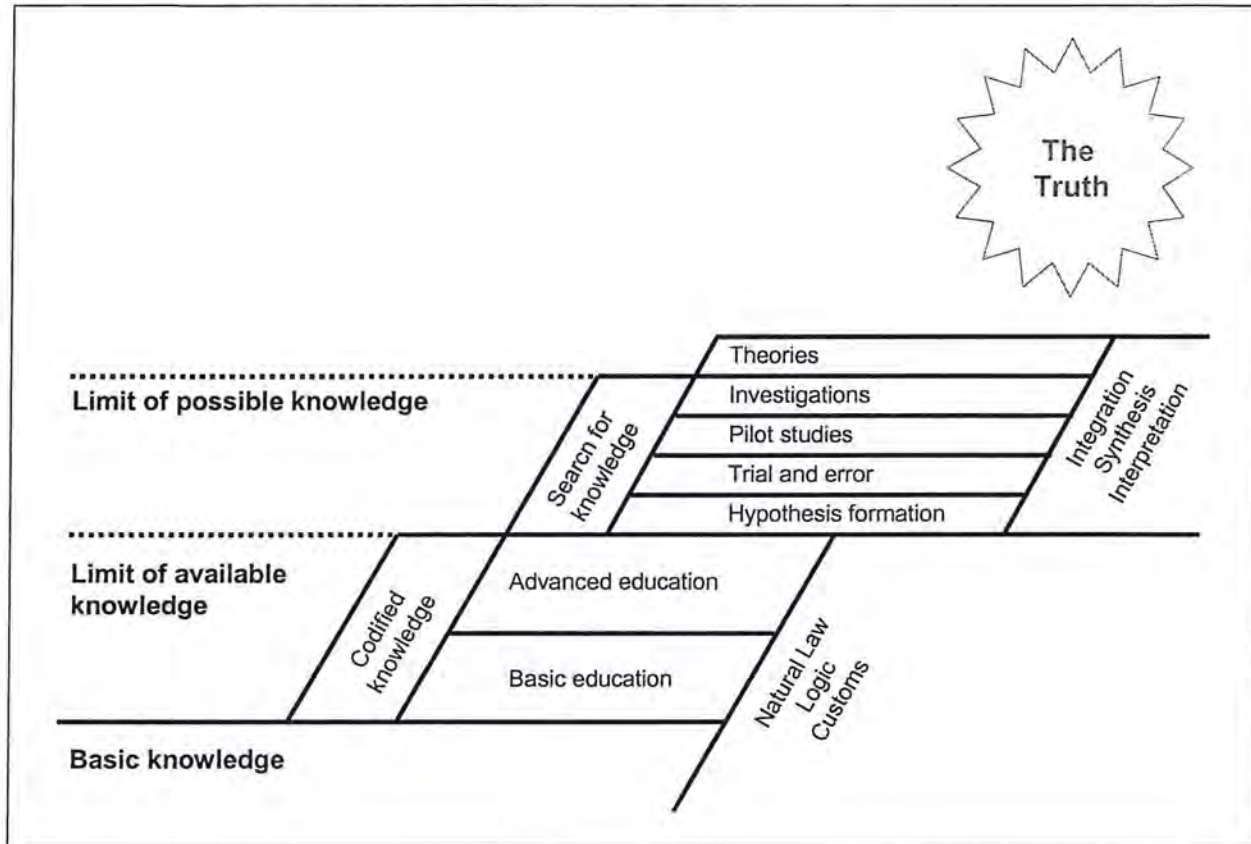 The
Truth
Theories
Limit of possible knowledge
Investigations
Pilot studies
Trial and error
Hypothesis formation
Search for
knowledge
Integration
Synthesis
Interpretation
Limit of available
knowledge
Advanced education
Basic education
Codified
knowledge
Natural Law
Logic
Customs
Basic knowledge